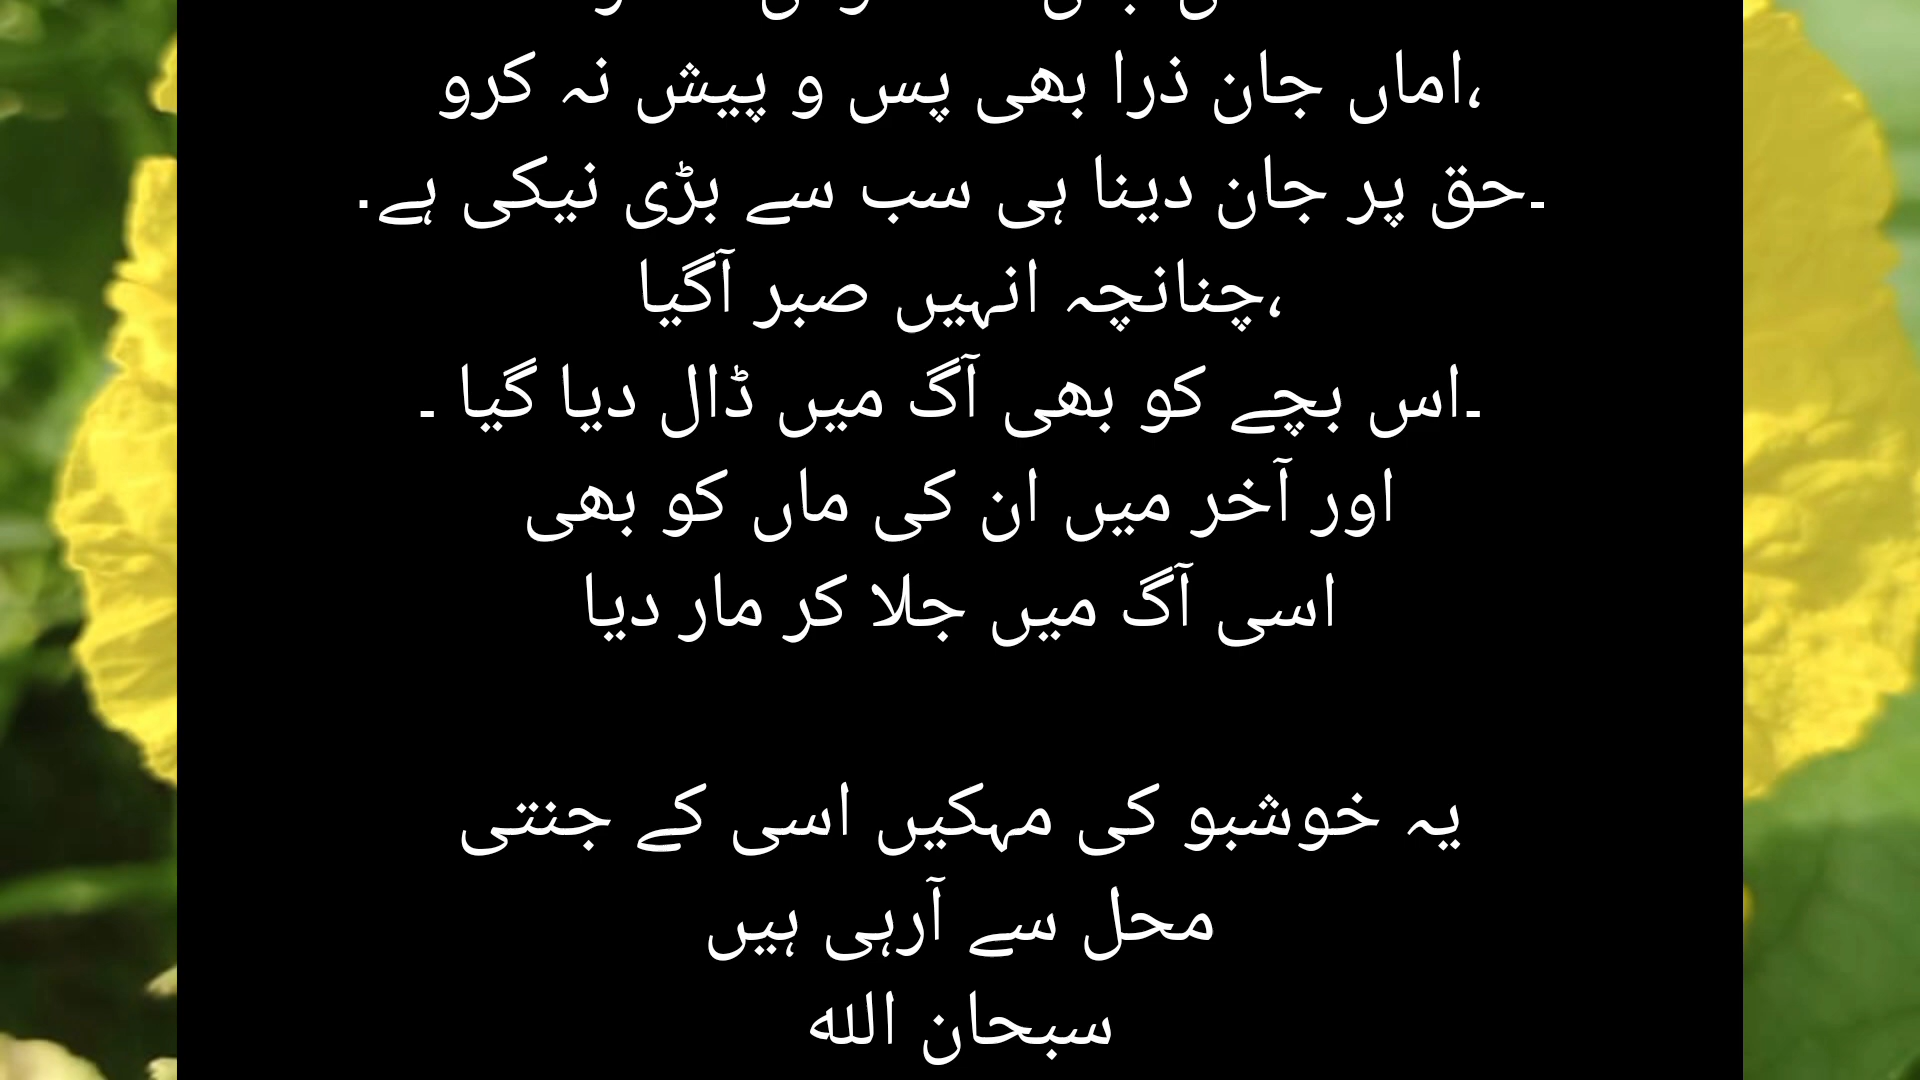 ،اماں جان ذرا بھی پس و پیش نہ کرو
۔حق پر جان دینا ہی سب سے بڑی نیکی ہے.
،چنانچہ انہیں صبر آگیا
۔اس بچے کو بھی آگ میں ڈال دیا گیا ۔
اور آخر میں ان کی ماں کو بھی
اسی آگ میں جلا کر مار دیا
یہ خوشبو کی مہکیں اسی کے جنتی
محل سے آرہی ہیں
سبحان الله